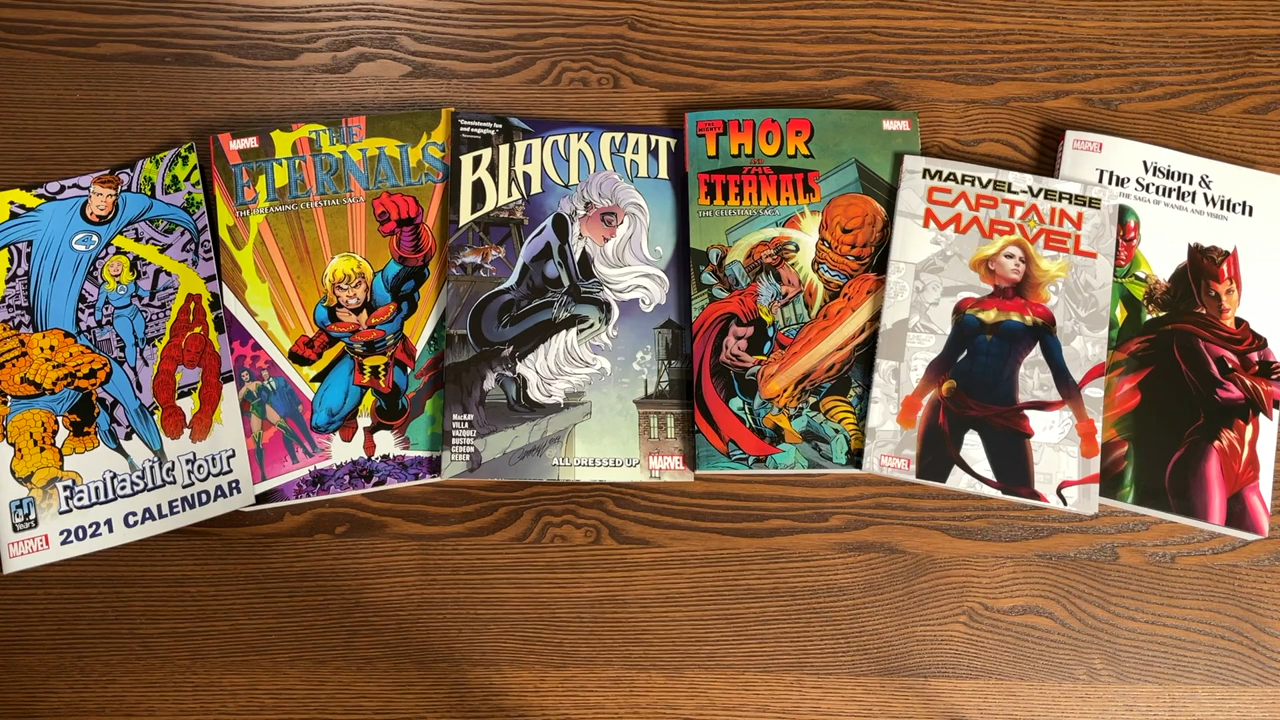 Fantastic Four
60
Years
MARVEL
2021 CALENDAR
MARVEL
THE
ETERNALS
THE DREAMING CELESTIAL SAGA
"Consistently fun
and engaging."
BLACK CAT
MacKAY
VILLA
VAZQUEZ
BUSTOS
GEDEON
REBER
ALL DRESSED UP
MARVEL
THE MIGHTY
THOR
AND
THE
ETERNALS
THE CELESTIALS SAGA
MARVEL
MARVEL-VERSE
CAPTAIN
MARVEL
MARVEL
MARVEL
Vision &
The Scarlet Witch
THE SAGA OF WANDA AND VISION